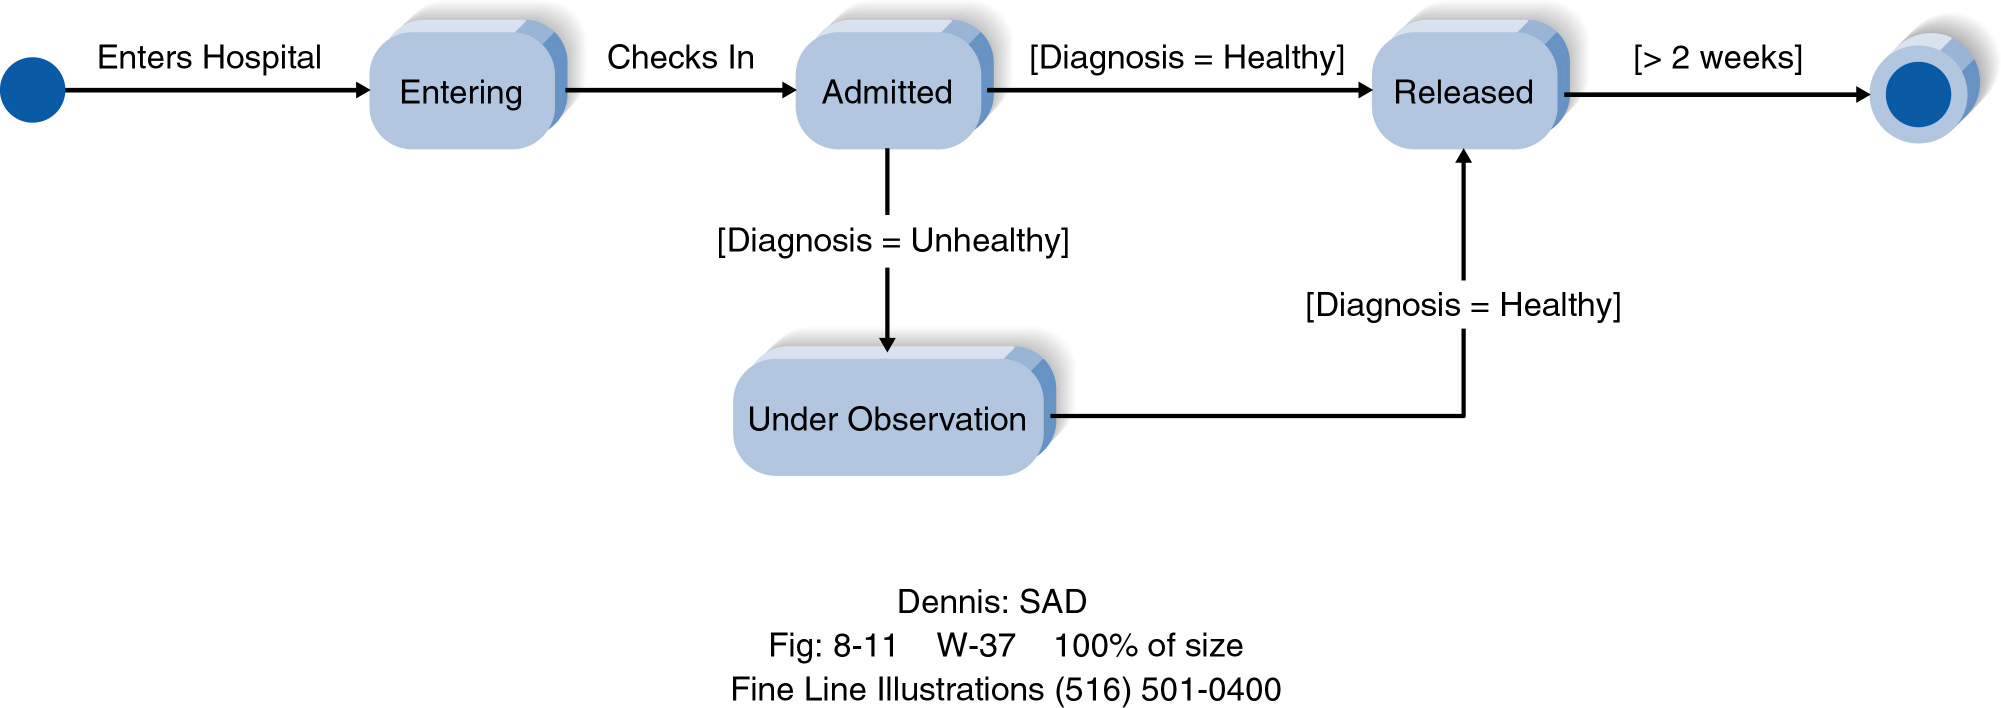 Enters Hospital
Entering
Checks In
Admitted
[Diagnosis = Healthy]
Released
[> 2 weeks]
[Diagnosis = Unhealthy]
[Diagnosis = Healthy]
Under Observation
Dennis: SAD
Fig: 8-11 W-37 100% of size
Fine Line Illustrations (516) 501-0400